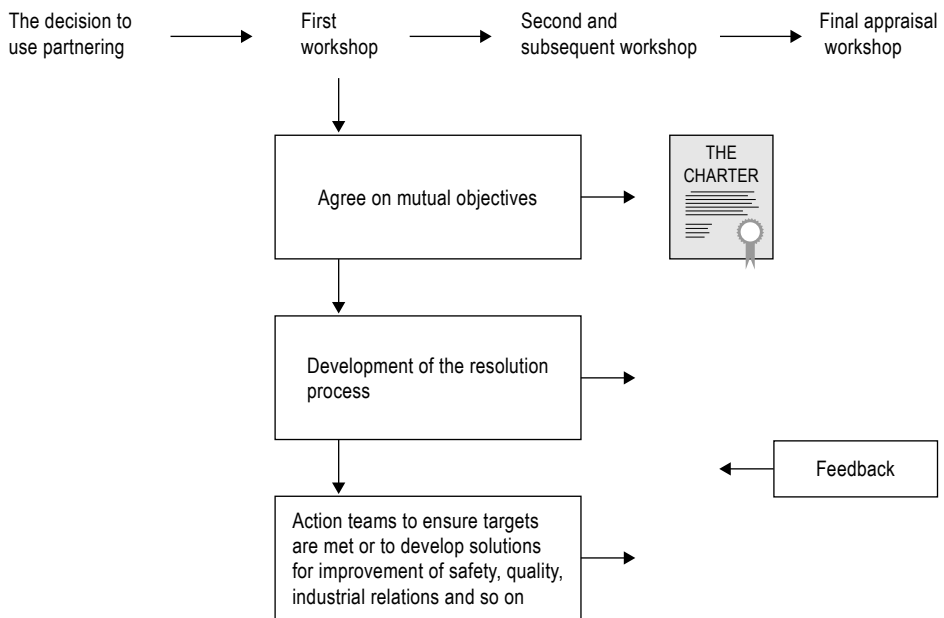 The decision to
use partnering
First
workshop
Second and
subsequent workshop
Final appraisal
workshop
Agree on mutual objectives
THE
CHARTER
Development of the resolution
process
Feedback
Action teams to ensure targets
are met or to develop solutions
for improvement of safety, quality,
industrial relations and so on